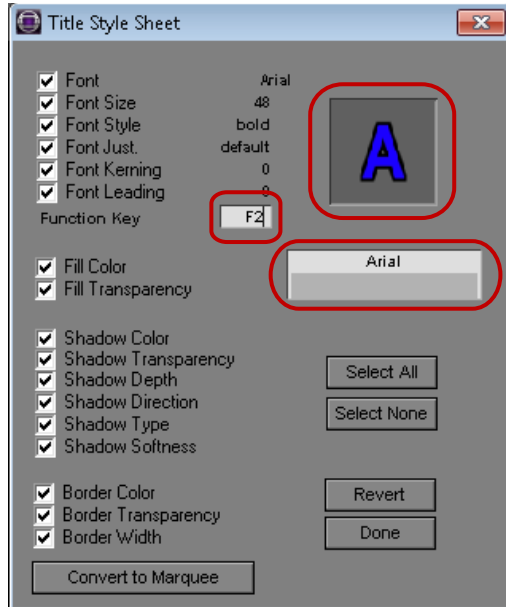 Title Style Sheet
Font Arial
Font Size 48
Font Style bold
Font Just. default
Font Kerning 0
Font Leading 0
Function Key F2
A
Fill Color
Fill Transparency
Arial
Shadow Color
Shadow Transparency
Shadow Depth
Shadow Direction
Shadow Type
Shadow Softness
Select All
Select None
Border Color
Border Transparency
Border Width
Revert
Done
Convert to Marquee